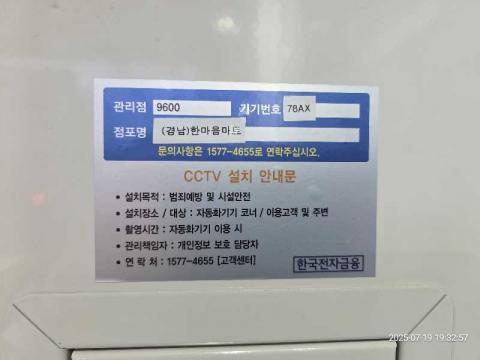 관리점 9600 기기번호 78AX
점포명 (경남)한마음마트
문의사항은 1577-4655로 연락주십시오.
CCTV 설치 안내문
• 설치목적 : 범죄예방 및 시설안전
• 설치장소 / 대상 : 자동화기기 코너 / 이용고객 및 주변
• 촬영시간 : 자동화기기 이용 시
• 관리책임자 : 개인정보 보호 담당자
• 연 락 처 : 1577-4655 [고객센터]
한국전자금융
2025-07-19 19:32:57